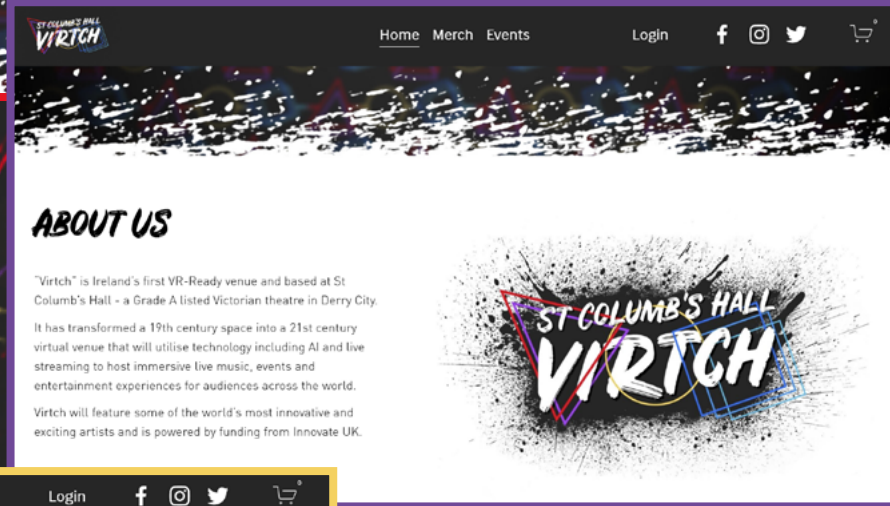 ST COLUMB'S HALL
VIRTCH
Home Merch Events Login 0
ABOUT US
"Virtch" is Ireland's first VR-Ready venue and based at St
Columb's Hall - a Grade A listed Victorian theatre in Derry City.
It has transformed a 19th century space into a 21st century
virtual venue that will utilise technology including AI and live
streaming to host immersive live music, events and
entertainment experiences for audiences across the world.
Virtch will feature some of the world's most innovative and
exciting artists and is powered by funding from Innovate UK.
ST COLUMB'S HALL
VIRTCH
Login 0